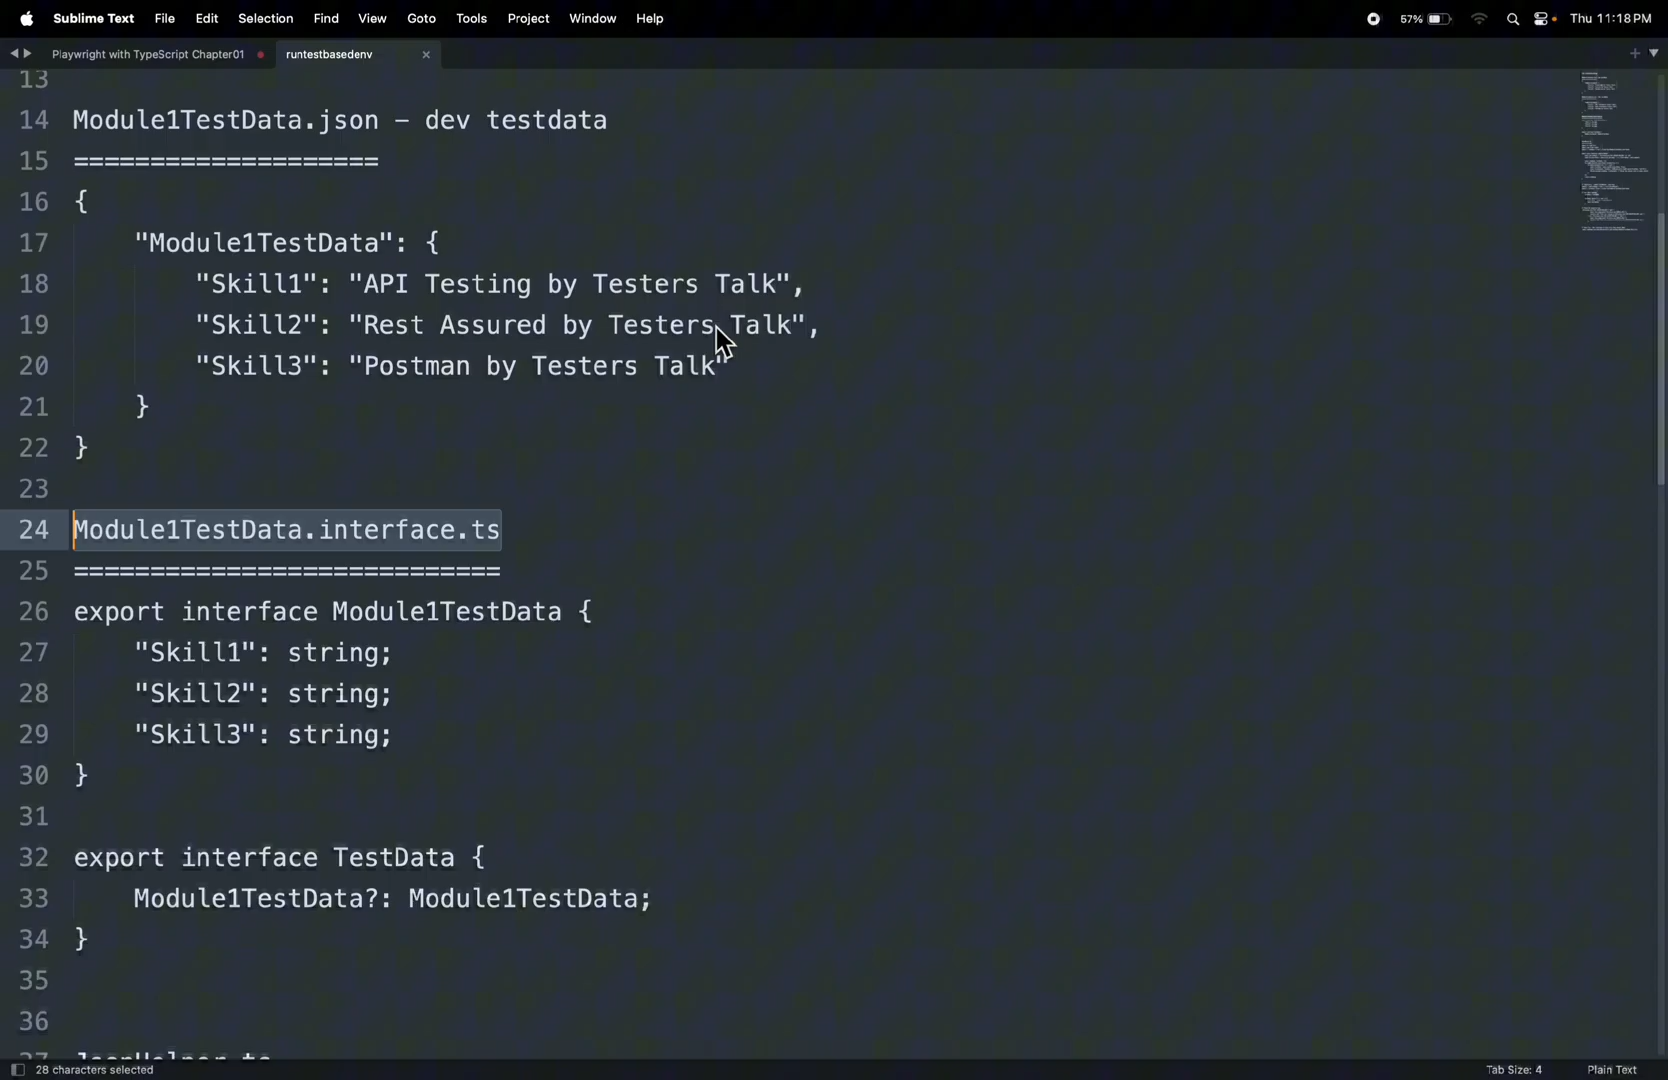 Sublime Text File Edit Selection Find View Goto Tools Project Window Help 57% Thu 11:18 PM
Playwright with TypeScript Chapter01 runtestbasedenv
13
14 Module1TestData.json – dev testdata
15 ====================
16 {
17 "Module1TestData": {
18 "Skill1": "API Testing by Testers Talk",
19 "Skill2": "Rest Assured by Testers Talk",
20 "Skill3": "Postman by Testers Talk"
21 }
22 }
23
24 Module1TestData.interface.ts
25 ============================
26 export interface Module1TestData {
27 "Skill1": string;
28 "Skill2": string;
29 "Skill3": string;
30 }
31
32 export interface TestData {
33 Module1TestData?: Module1TestData;
34 }
35
36
37 JsonHelper.ts
28 characters selected Tab Size: 4 Plain Text